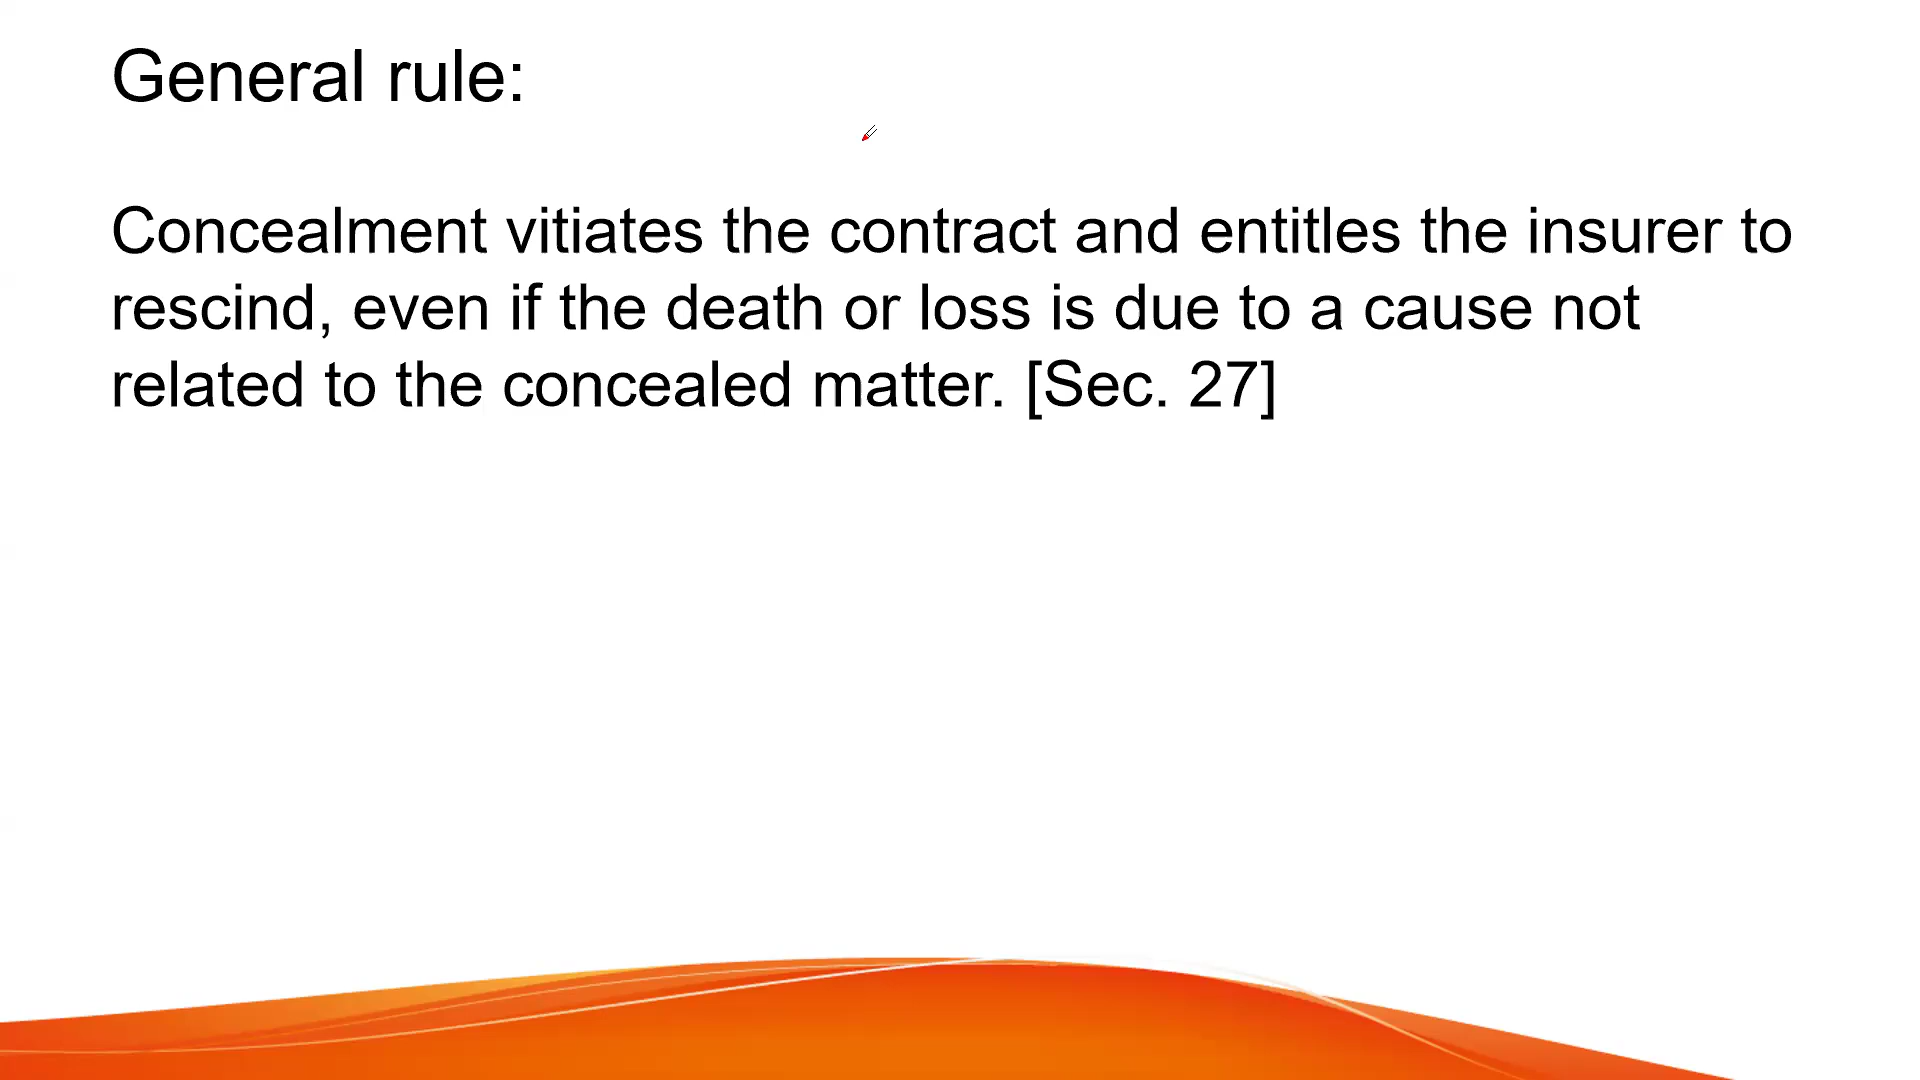 General rule:
Concealment vitiates the contract and entitles the insurer to
rescind, even if the death or loss is due to a cause not
related to the concealed matter. [Sec. 27]